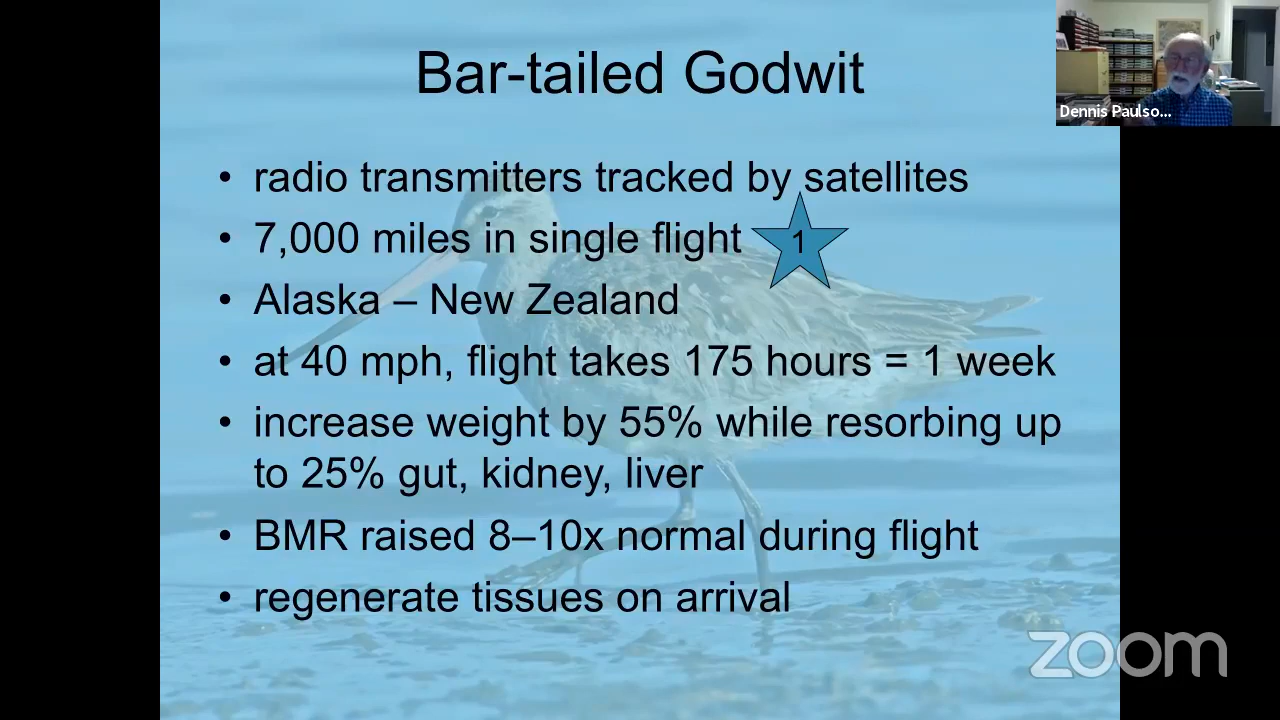 Bar-tailed Godwit
Dennis Paulso...
• radio transmitters tracked by satellites
• 7,000 miles in single flight
1
• Alaska – New Zealand
• at 40 mph, flight takes 175 hours = 1 week
• increase weight by 55% while resorbing up
to 25% gut, kidney, liver
• BMR raised 8–10x normal during flight
• regenerate tissues on arrival
zoom